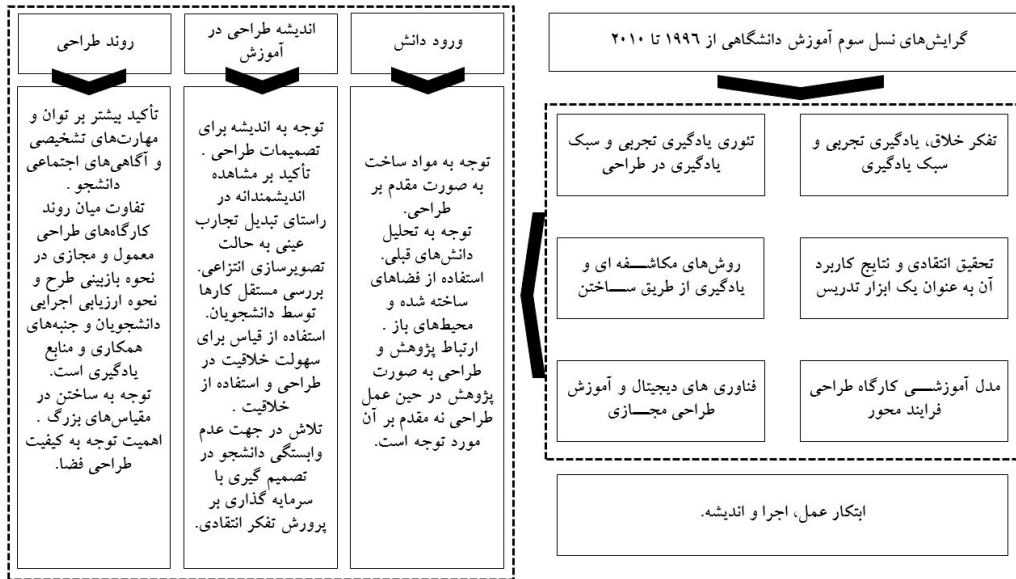 گرایش‌های نسل سوم آموزش دانشگاهی از ۱۹۹۶ تا ۲۰۱۰
تفکر خلاق، یادگیری تجربی و
سبک یادگیری
تئوری یادگیری تجربی و سبک
یادگیری در طراحی
تحقیق انتقادی و نتایج کاربرد
آن به عنوان یک ابزار تدریس
روش‌های مکاشفه ای و
یادگیری از طریق ساختن
مدل آموزشی کارگاه طراحی
فرایند محور
فناوری های دیجیتال و آموزش
طراحی مجازی
ابتکار عمل، اجرا و اندیشه.
ورود دانش
توجه به مواد ساخت
به صورت مقدم بر
طراحی.
توجه به تحلیل
دانش‌های قبلی.
استفاده از فضاهای
ساخته شده و
محیط‌های باز .
ارتباط پژوهش و
طراحی به صورت
پژوهش در حین عمل
طراحی نه مقدم بر آن
مورد توجه است.
اندیشه طراحی در
آموزش
توجه به اندیشه برای
تصمیمات طراحی .
تأکید بر مشاهده
اندیشمندانه در
راستای تبدیل تجارب
عینی به حالت
تصویرسازی انتزاعی.
بررسی مستقل کارها
توسط دانشجویان.
استفاده از قیاس برای
سهولت خلاقیت در
طراحی و استفاده از
خلاقیت .
تلاش در جهت عدم
وابستگی دانشجو در
تصمیم گیری با
سرمایه گذاری بر
پرورش تفکر انتقادی.
روند طراحی
تأکید بیشتر بر توان و
مهارت‌های تشخیصی
و آگاهی‌های اجتماعی
دانشجو .
تفاوت میان روند
کارگاه‌های طراحی
معمول و مجازی در
نحوه بازبینی طرح و
نحوه ارزیابی اجرایی
دانشجویان و جنبه‌های
همکاری و منابع
یادگیری است.
توجه به ساختن در
مقیاس‌های بزرگ .
اهمیت توجه به کیفیت
طراحی فضا.